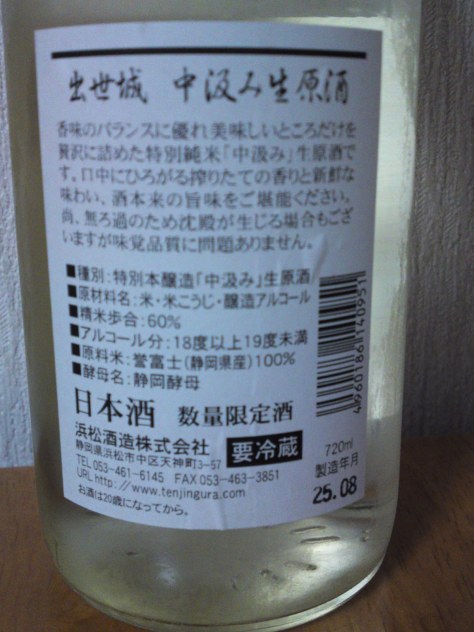 出世城 中汲み生原酒
香味のバランスに優れ美味しいところだけを
贅沢に詰めた特別純米「中汲み」生原酒で
す。口中にひろがる搾りたての香りと新鮮な
味わい、酒本来の旨味をご堪能ください。
尚、無ろ過のため沈殿が生じる場合もござ
いますが味覚品質に問題ありません。
■種別:特別本醸造「中汲み」生原酒
■原材料名:米・米こうじ・醸造アルコール
■精米歩合:60%
■アルコール分:18度以上19度未満
■原料米:誉富士(静岡県産)100%
■酵母名:静岡酵母
日本酒 数量限定酒
浜松酒造株式会社
静岡県浜松市中区天神町3-57
要冷蔵
TEL 053-461-6145 FAX 053-463-3851
URL http://www.tenjingura.com
お酒は20歳になってから。
4960186140951
720ml
製造年月
25.08